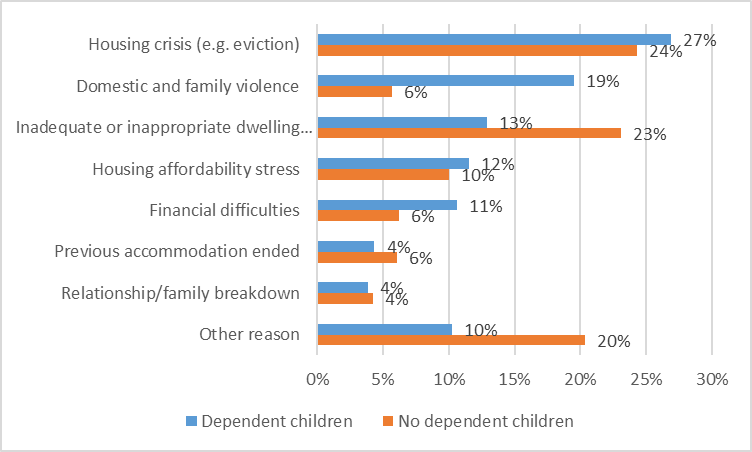 Housing crisis (e.g. eviction)
27%
24%
Domestic and family violence
19%
6%
Inadequate or inappropriate dwelling...
13%
23%
Housing affordability stress
12%
10%
Financial difficulties
11%
6%
Previous accommodation ended
4%
6%
Relationship/family breakdown
4%
4%
Other reason
10%
20%
0% 5% 10% 15% 20% 25% 30%
Dependent children No dependent children